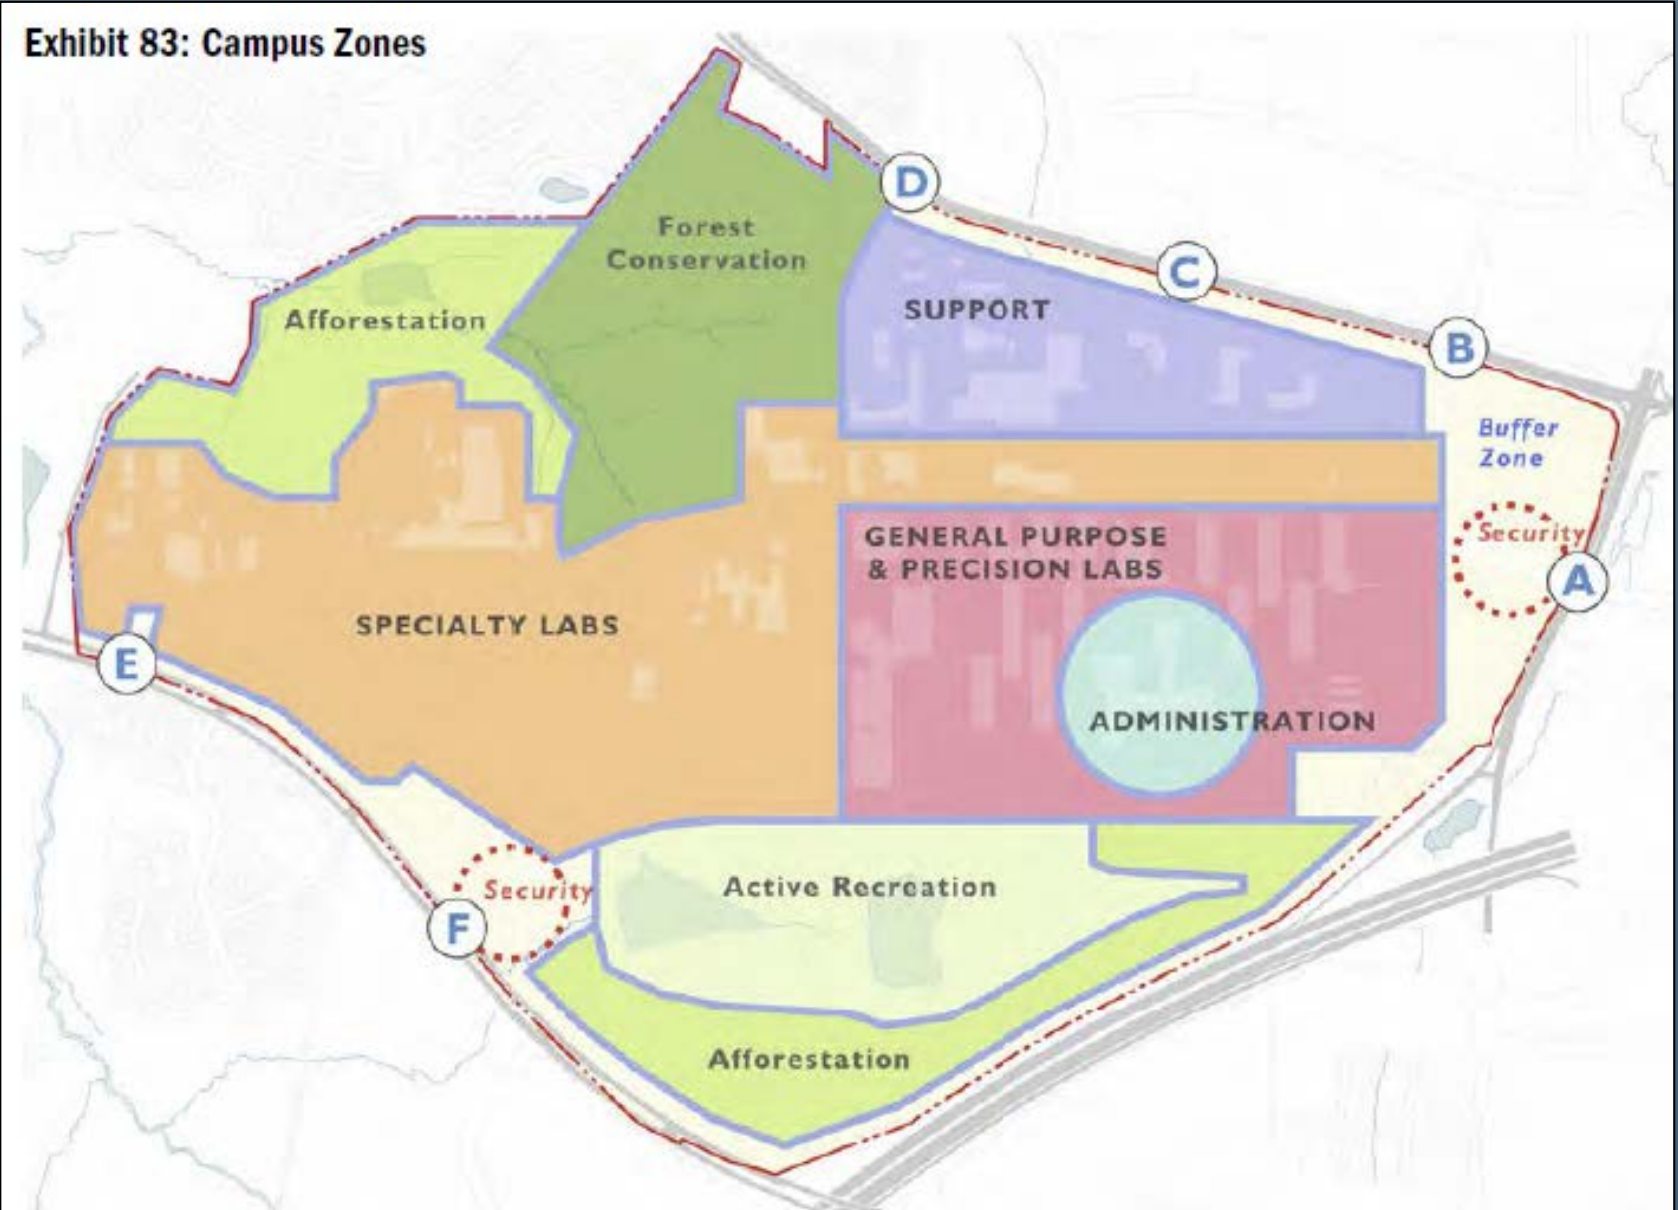 Exhibit 83: Campus Zones
D
Forest
Conservation
C
SUPPORT
Afforestation
B
Buffer
Zone
Security
GENERAL PURPOSE
& PRECISION LABS
A
SPECIALTY LABS
E
ADMINISTRATION
Security
Active Recreation
F
Afforestation